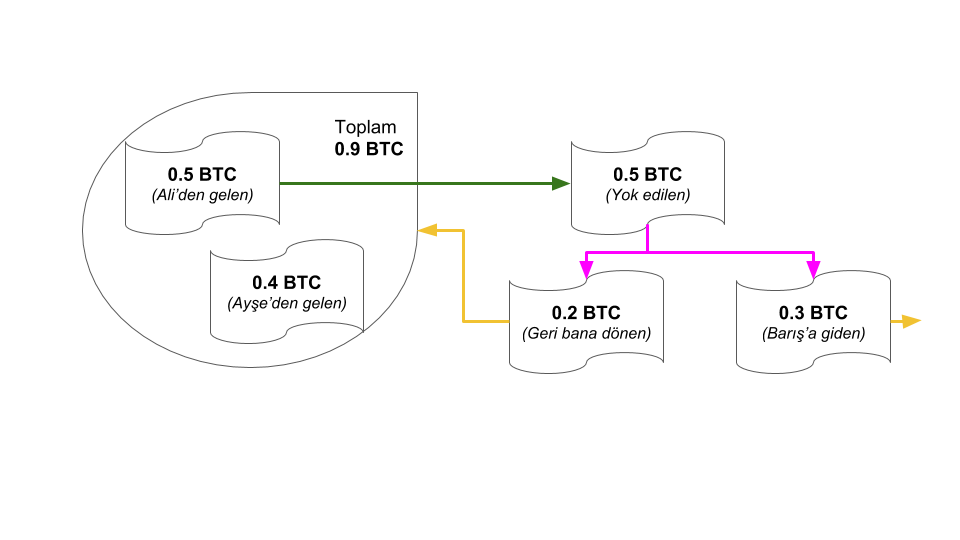 Toplam
0.9 BTC
0.5 BTC
(Ali’den gelen)
0.4 BTC
(Ayşe’den gelen)
0.5 BTC
(Yok edilen)
0.2 BTC
(Geri bana dönen)
0.3 BTC
(Barış’a giden)